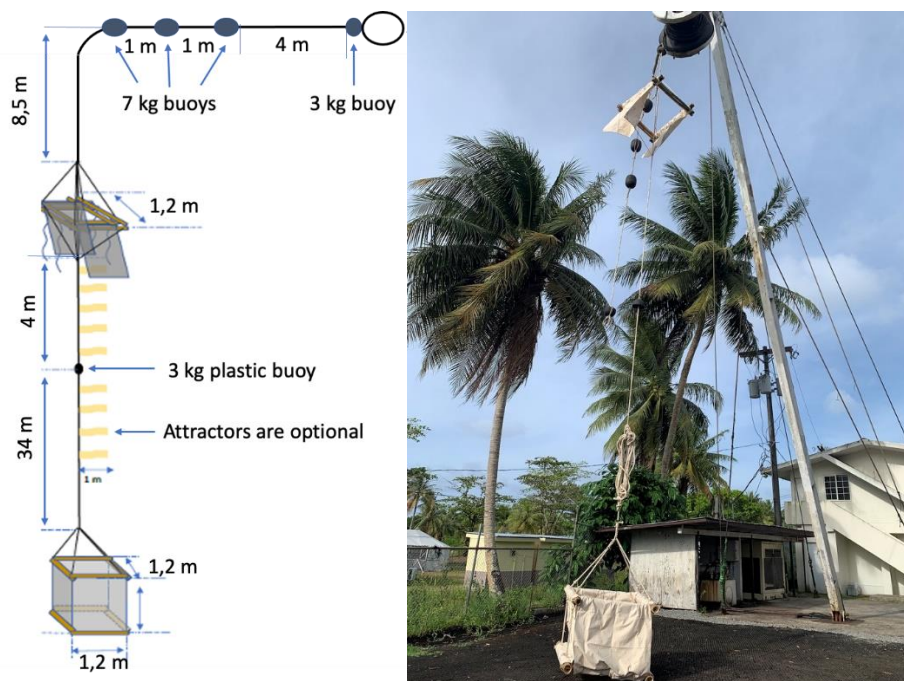 1 m 1 m 4 m
7 kg buoys
3 kg buoy
8,5 m
1,2 m
4 m
3 kg plastic buoy
34 m
Attractors are optional
1 m
1,2 m
1,2 m